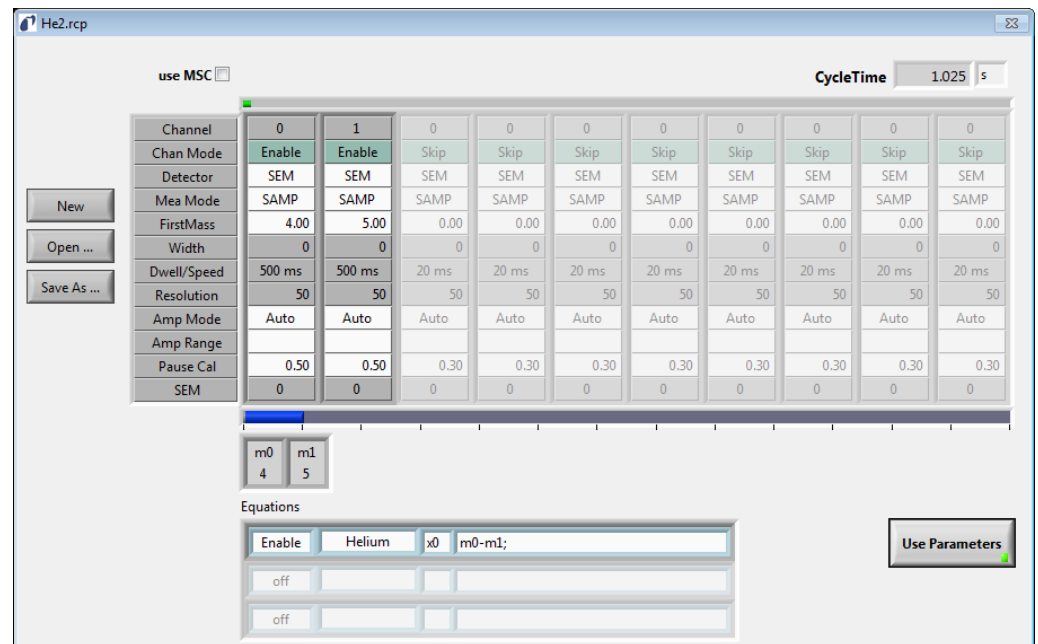 He2.rcp
use MSC
CycleTime 1.025 s
Channel 0 1 0 0 0 0 0 0 0 0
Chan Mode Enable Enable Skip Skip Skip Skip Skip Skip Skip Skip
Detector SEM SEM SEM SEM SEM SEM SEM SEM SEM SEM
New
Mea Mode SAMP SAMP SAMP SAMP SAMP SAMP SAMP SAMP SAMP SAMP
FirstMass 4.00 5.00 0.00 0.00 0.00 0.00 0.00 0.00 0.00 0.00
Open ...
Width 0 0 0 0 0 0 0 0 0 0
Dwell/Speed 500 ms 500 ms 20 ms 20 ms 20 ms 20 ms 20 ms 20 ms 20 ms 20 ms
Save As ...
Resolution 50 50 50 50 50 50 50 50 50 50
Amp Mode Auto Auto Auto Auto Auto Auto Auto Auto Auto Auto
Amp Range
Pause Cal 0.50 0.50 0.30 0.30 0.30 0.30 0.30 0.30 0.30 0.30
SEM 0 0 0 0 0 0 0 0 0 0
m0 m1
4 5
Equations
Enable Helium x0 m0-m1;
Use Parameters
off
off